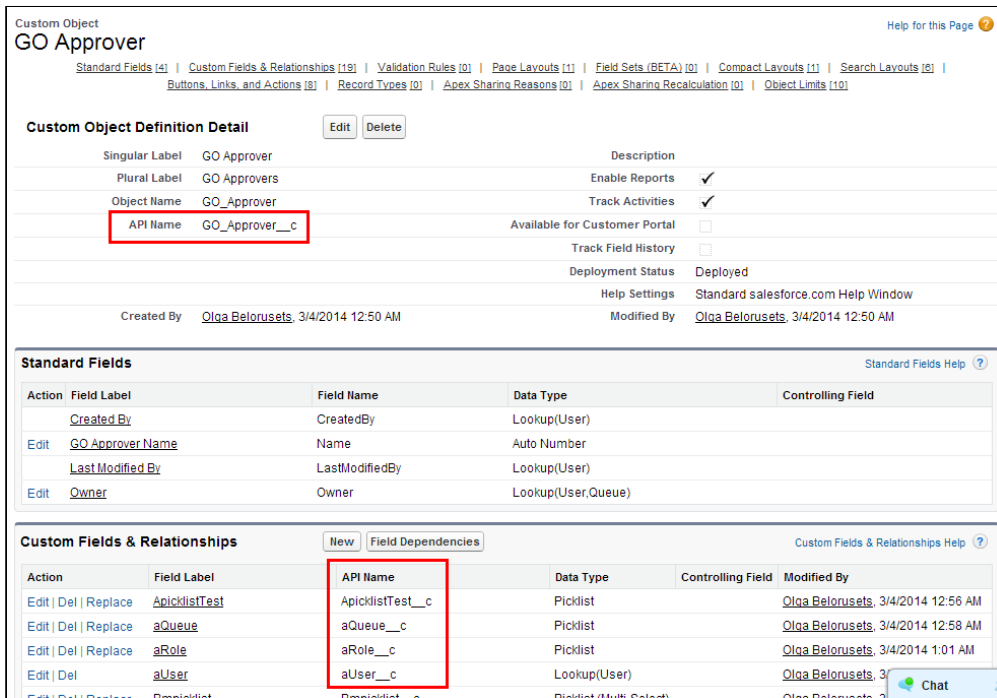 Custom Object
GO Approver
Help for this Page
Standard Fields [4] | Custom Fields & Relationships [19] | Validation Rules [0] | Page Layouts [1] | Field Sets (BETA) [0] | Compact Layouts [1] | Search Layouts [6] |
Buttons, Links, and Actions [8] | Record Types [0] | Apex Sharing Reasons [0] | Apex Sharing Recalculation [0] | Object Limits [10]
Custom Object Definition Detail Edit Delete
Singular Label GO Approver Description
Plural Label GO Approvers Enable Reports
Object Name GO_Approver Track Activities
API Name GO_Approver__c Available for Customer Portal
Track Field History
Deployment Status Deployed
Help Settings Standard salesforce.com Help Window
Created By Olga Belorusets, 3/4/2014 12:50 AM Modified By Olga Belorusets, 3/4/2014 12:50 AM
Standard Fields Standard Fields Help ?
Action Field Label Field Name Data Type Controlling Field
Created By CreatedBy Lookup(User)
Edit GO Approver Name Name Auto Number
Last Modified By LastModifiedBy Lookup(User)
Edit Owner Owner Lookup(User,Queue)
Custom Fields & Relationships New Field Dependencies Custom Fields & Relationships Help ?
Action Field Label API Name Data Type Controlling Field Modified By
Edit | Del | Replace ApicklistTest ApicklistTest__c Picklist Olga Belorusets, 3/4/2014 12:56 AM
Edit | Del | Replace aQueue aQueue__c Picklist Olga Belorusets, 3/4/2014 12:58 AM
Edit | Del | Replace aRole aRole__c Picklist Olga Belorusets, 3/4/2014 1:01 AM
Edit | Del aUser aUser__c Lookup(User) Olga Belorusets, 3/
Chat